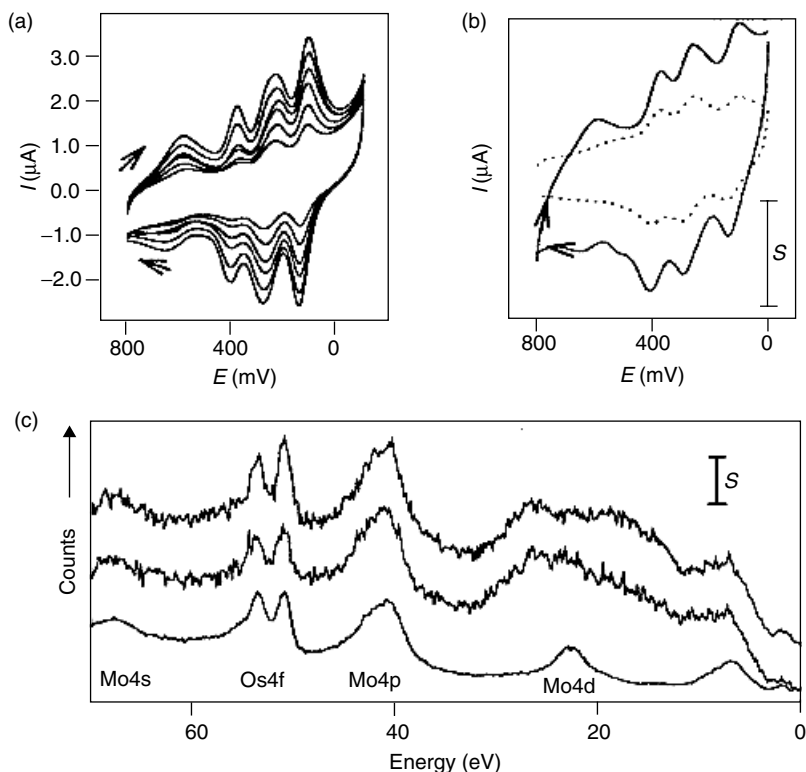 (a)
3.0
2.0
1.0
0.0
−1.0
−2.0
I (μA)
800 400 0
E (mV)
(b)
I (μA)
S
800 400 0
E (mV)
(c)
Counts
S
Mo4s Os4f Mo4p Mo4d
60 40 20 0
Energy (eV)